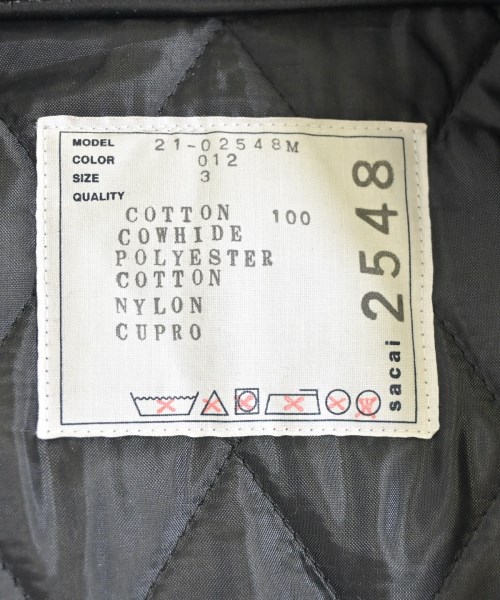 MODEL 21-02548M
COLOR 012
SIZE 3
QUALITY
COTTON 100
COWHIDE
POLYESTER
COTTON
NYLON
CUPRO
sacai 2548